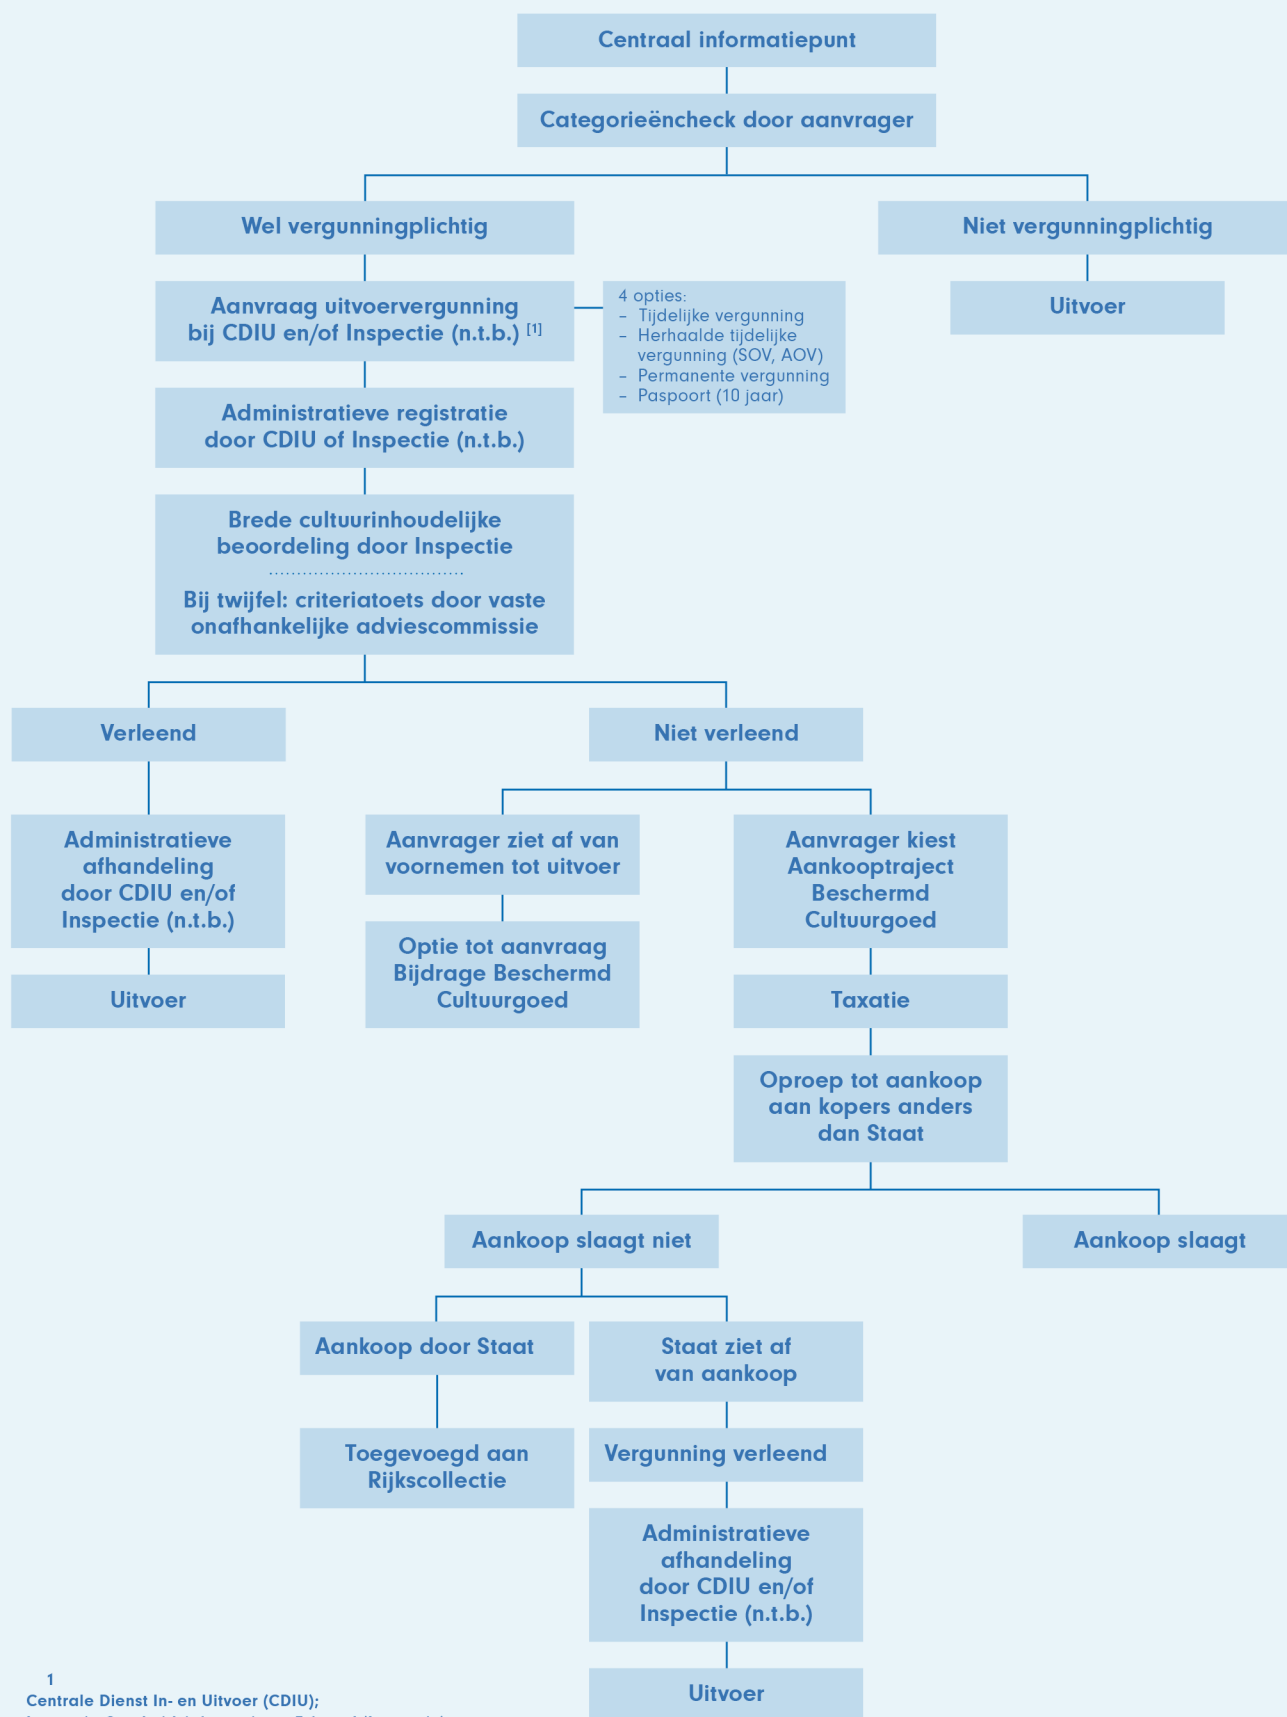 Centraal informatiepunt
Categorieëncheck door aanvrager
Wel vergunningplichtig
Niet vergunningplichtig
Aanvraag uitvoervergunning
bij CDIU en/of Inspectie (n.t.b.) [1]
4 opties:
– Tijdelijke vergunning
– Herhaalde tijdelijke
vergunning (SOV, AOV)
– Permanente vergunning
– Paspoort (10 jaar)
Uitvoer
Administratieve registratie
door CDIU of Inspectie (n.t.b.)
Brede cultuurinhoudelijke
beoordeling door Inspectie
Bij twijfel: criteriatoets door vaste
onafhankelijke adviescommissie
Verleend
Niet verleend
Administratieve
afhandeling
door CDIU en/of
Inspectie (n.t.b.)
Uitvoer
Aanvrager ziet af van
voornemen tot uitvoer
Optie tot aanvraag
Bijdrage Beschermd
Cultuurgoed
Aanvrager kiest
Aankooptraject
Beschermd
Cultuurgoed
Taxatie
Oproep tot aankoop
aan kopers anders
dan Staat
Aankoop slaagt niet
Aankoop slaagt
Aankoop door Staat
Toegevoegd aan
Rijkscollectie
Staat ziet af
van aankoop
Vergunning verleend
Administratieve
afhandeling
door CDIU en/of
Inspectie (n.t.b.)
Uitvoer
1
Centrale Dienst In- en Uitvoer (CDIU);